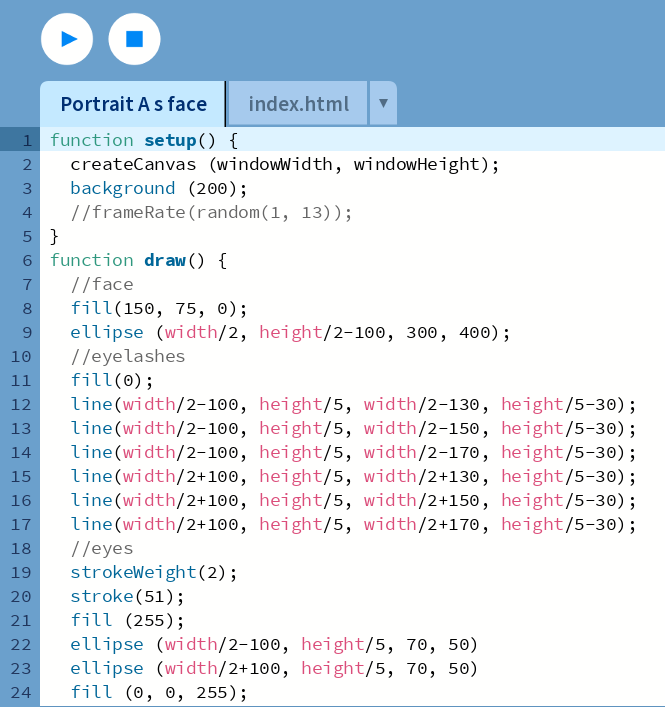 Portrait A s face index.html
1 function setup() {
2 createCanvas (windowWidth, windowHeight);
3 background (200);
4 //frameRate(random(1, 13));
5 }
6 function draw() {
7 //face
8 fill(150, 75, 0);
9 ellipse (width/2, height/2-100, 300, 400);
10 //eyelashes
11 fill(0);
12 line(width/2-100, height/5, width/2-130, height/5-30);
13 line(width/2-100, height/5, width/2-150, height/5-30);
14 line(width/2-100, height/5, width/2-170, height/5-30);
15 line(width/2+100, height/5, width/2+130, height/5-30);
16 line(width/2+100, height/5, width/2+150, height/5-30);
17 line(width/2+100, height/5, width/2+170, height/5-30);
18 //eyes
19 strokeWeight(2);
20 stroke(51);
21 fill (255);
22 ellipse (width/2-100, height/5, 70, 50)
23 ellipse (width/2+100, height/5, 70, 50)
24 fill (0, 0, 255);